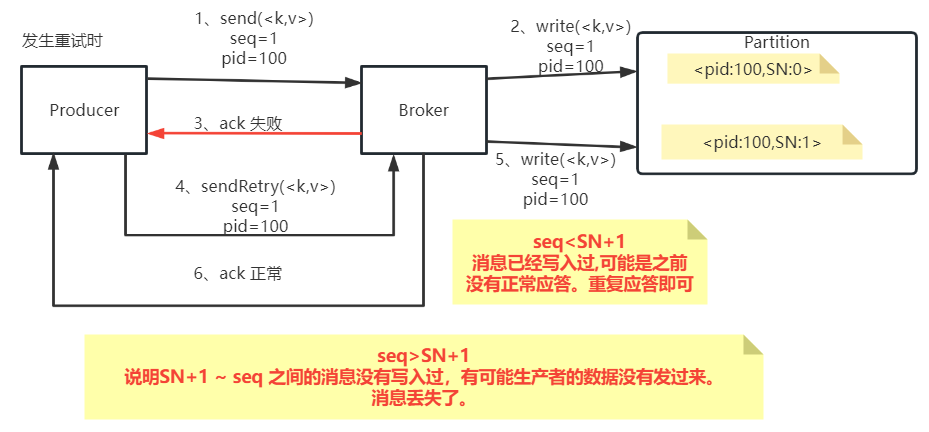 发生重试时
1、send(<k,v>)
seq=1
pid=100
2、write(<k,v>)
seq=1
pid=100
Partition
<pid:100,SN:0>
Producer
Broker
3、ack 失败
<pid:100,SN:1>
4、sendRetry(<k,v>)
seq=1
pid=100
5、write(<k,v>)
seq=1
pid=100
6、ack 正常
seq<SN+1
消息已经写入过,可能是之前
没有正常应答。重复应答即可
seq>SN+1
说明SN+1 ~ seq 之间的消息没有写入过，有可能生产者的数据没有发过来。
消息丢失了。